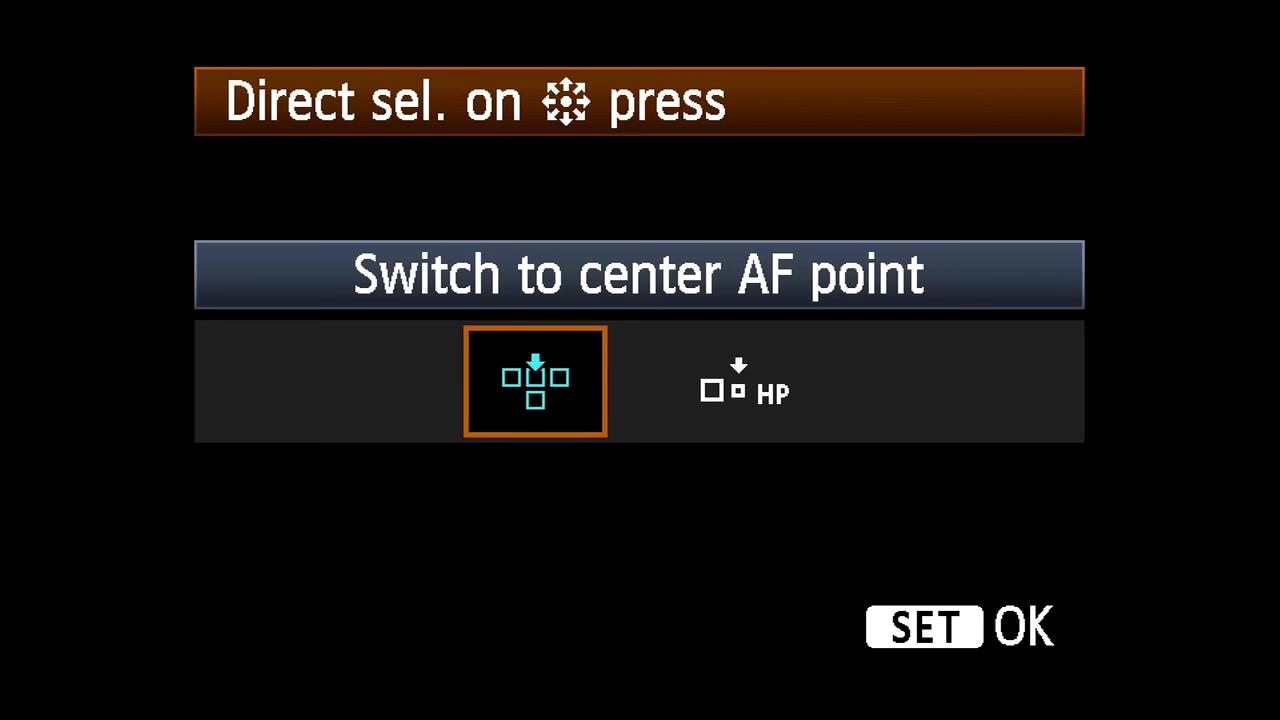 Direct sel. on press
Switch to center AF point
HP
SET OK